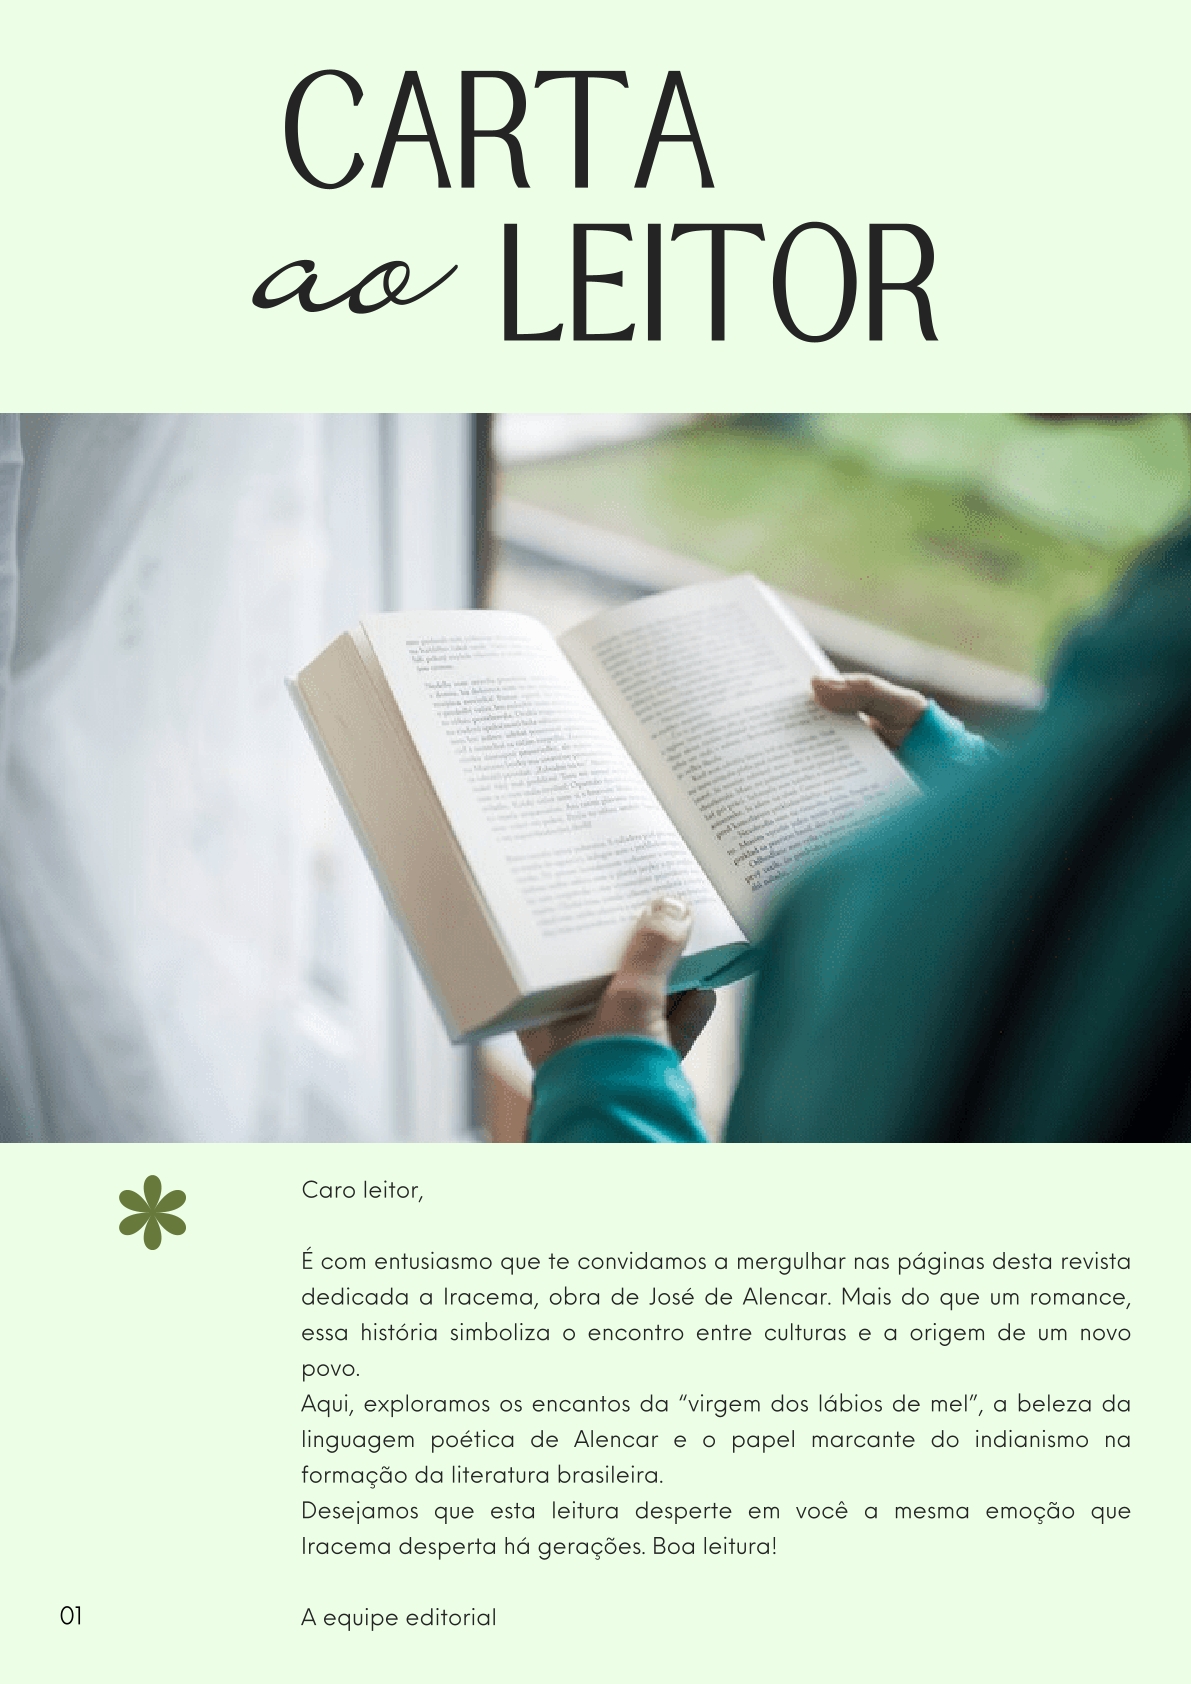 CARTA
ao LEITOR
Caro leitor,
É com entusiasmo que te convidamos a mergulhar nas páginas desta revista
dedicada a Iracema, obra de José de Alencar. Mais do que um romance,
essa história simboliza o encontro entre culturas e a origem de um novo
povo.
Aqui, exploramos os encantos da “virgem dos lábios de mel”, a beleza da
linguagem poética de Alencar e o papel marcante do indianismo na
formação da literatura brasileira.
Desejamos que esta leitura desperte em você a mesma emoção que
Iracema desperta há gerações. Boa leitura!
A equipe editorial
01